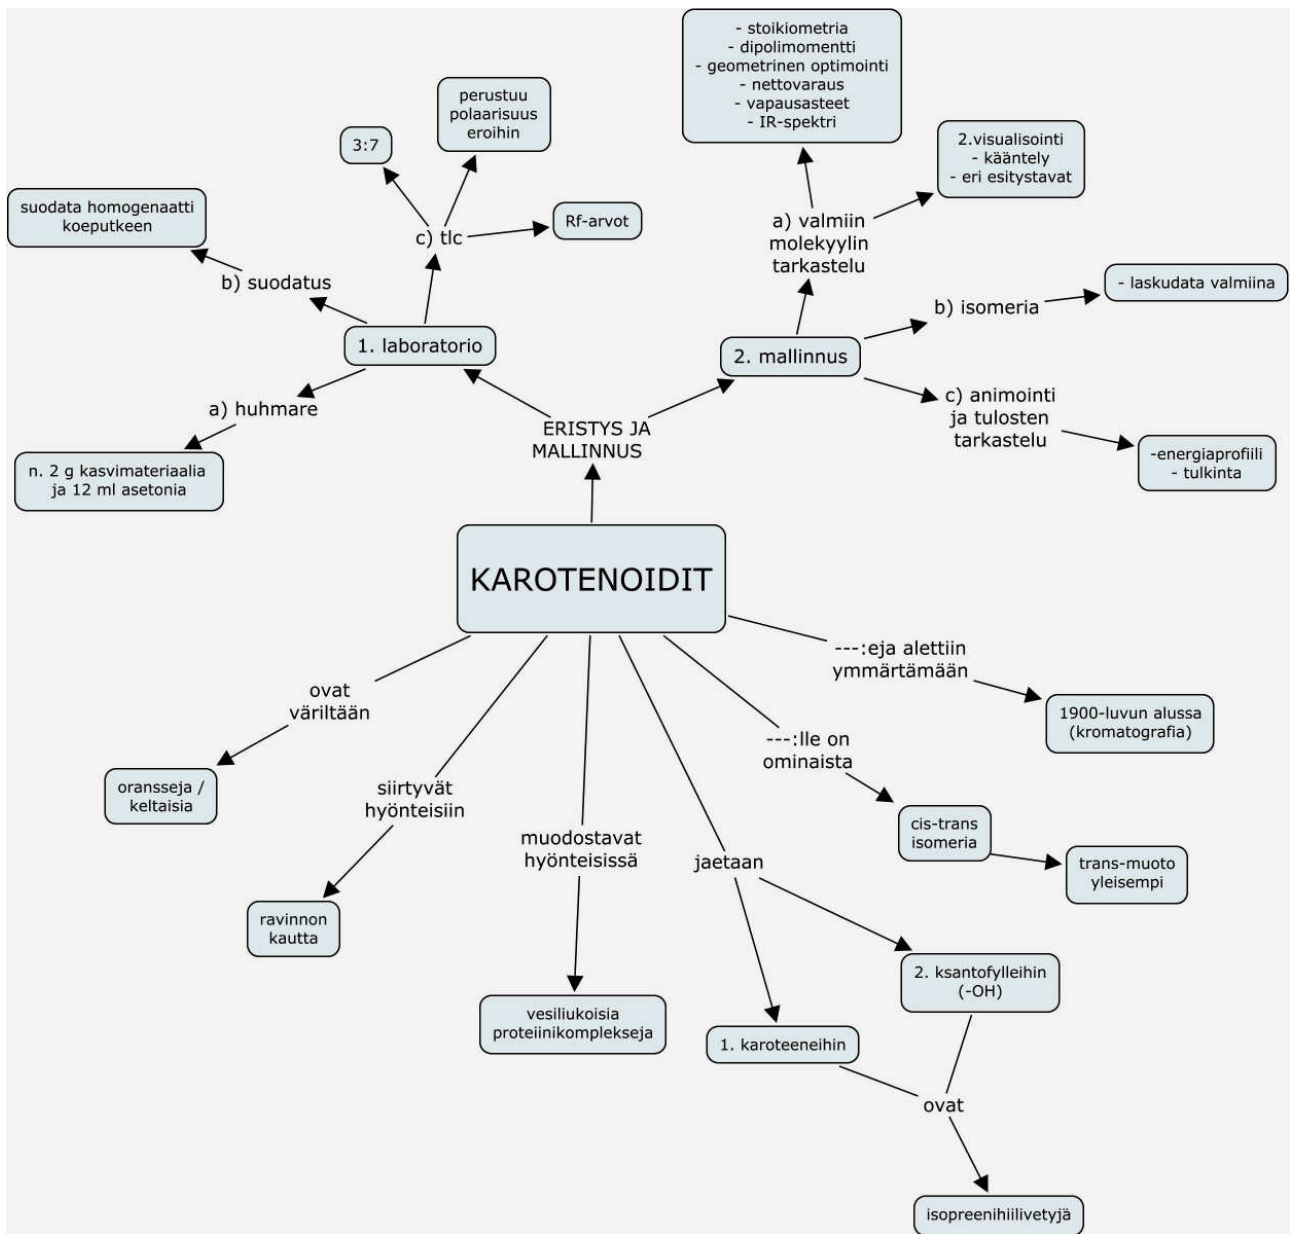 - stoikiometria
- dipolimomentti
- geometrinen optimointi
- nettovaraus
- vapausasteet
- IR-spektri
perustuu
polaarisuus
eroihin
3:7
2.visualisointi
- kääntely
- eri esitystavat
suodata homogenaatti
koeputkeen
Rf-arvot
c) tlc
a) valmiin
molekyylin
tarkastelu
b) suodatus
- laskudata valmiina
b) isomeria
1. laboratorio
2. mallinnus
a) huhmare
c) animointi
ja tulosten
tarkastelu
ERISTYS JA
MALLINNUS
n. 2 g kasvimateriaalia
ja 12 ml asetonia
-energiaprofiili
- tulkinta
KAROTENOIDIT
---:eja alettiin
ymmärtämään
ovat
väriltään
1900-luvun alussa
(kromatografia)
---:lle on
ominaista
oransseja /
keltaisia
siirtyvät
hyönteisiin
cis-trans
isomeria
muodostavat
hyönteisissä
jaetaan
trans-muoto
yleisempi
ravinnon
kautta
2. ksantofylleihin
(-OH)
vesiliukoisia
proteiinikomplekseja
1. karoteeneihin
ovat
isopreenihiilivetyjä